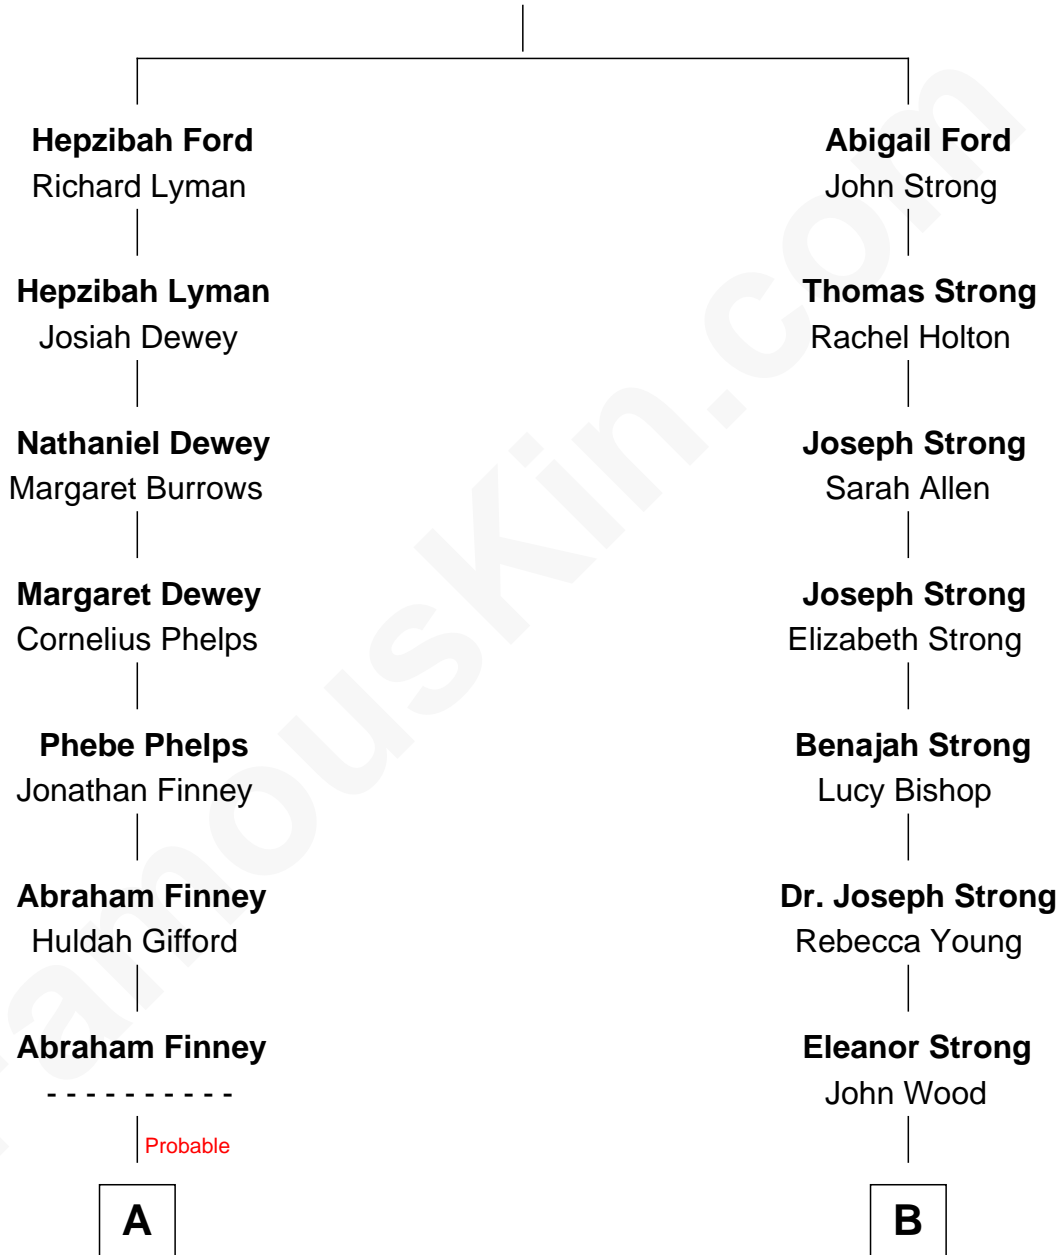 Hepzibah Ford
Richard Lyman
Abigail Ford
John Strong
Hepzibah Lyman
Josiah Dewey
Thomas Strong
Rachel Holton
Nathaniel Dewey
Margaret Burrows
Joseph Strong
Sarah Allen
Margaret Dewey
Cornelius Phelps
Joseph Strong
Elizabeth Strong
Phebe Phelps
Jonathan Finney
Benajah Strong
Lucy Bishop
Abraham Finney
Huldah Gifford
Dr. Joseph Strong
Rebecca Young
Abraham Finney
- - - - - - - - - -
Eleanor Strong
John Wood
Probable
A
B
FamousKin.com